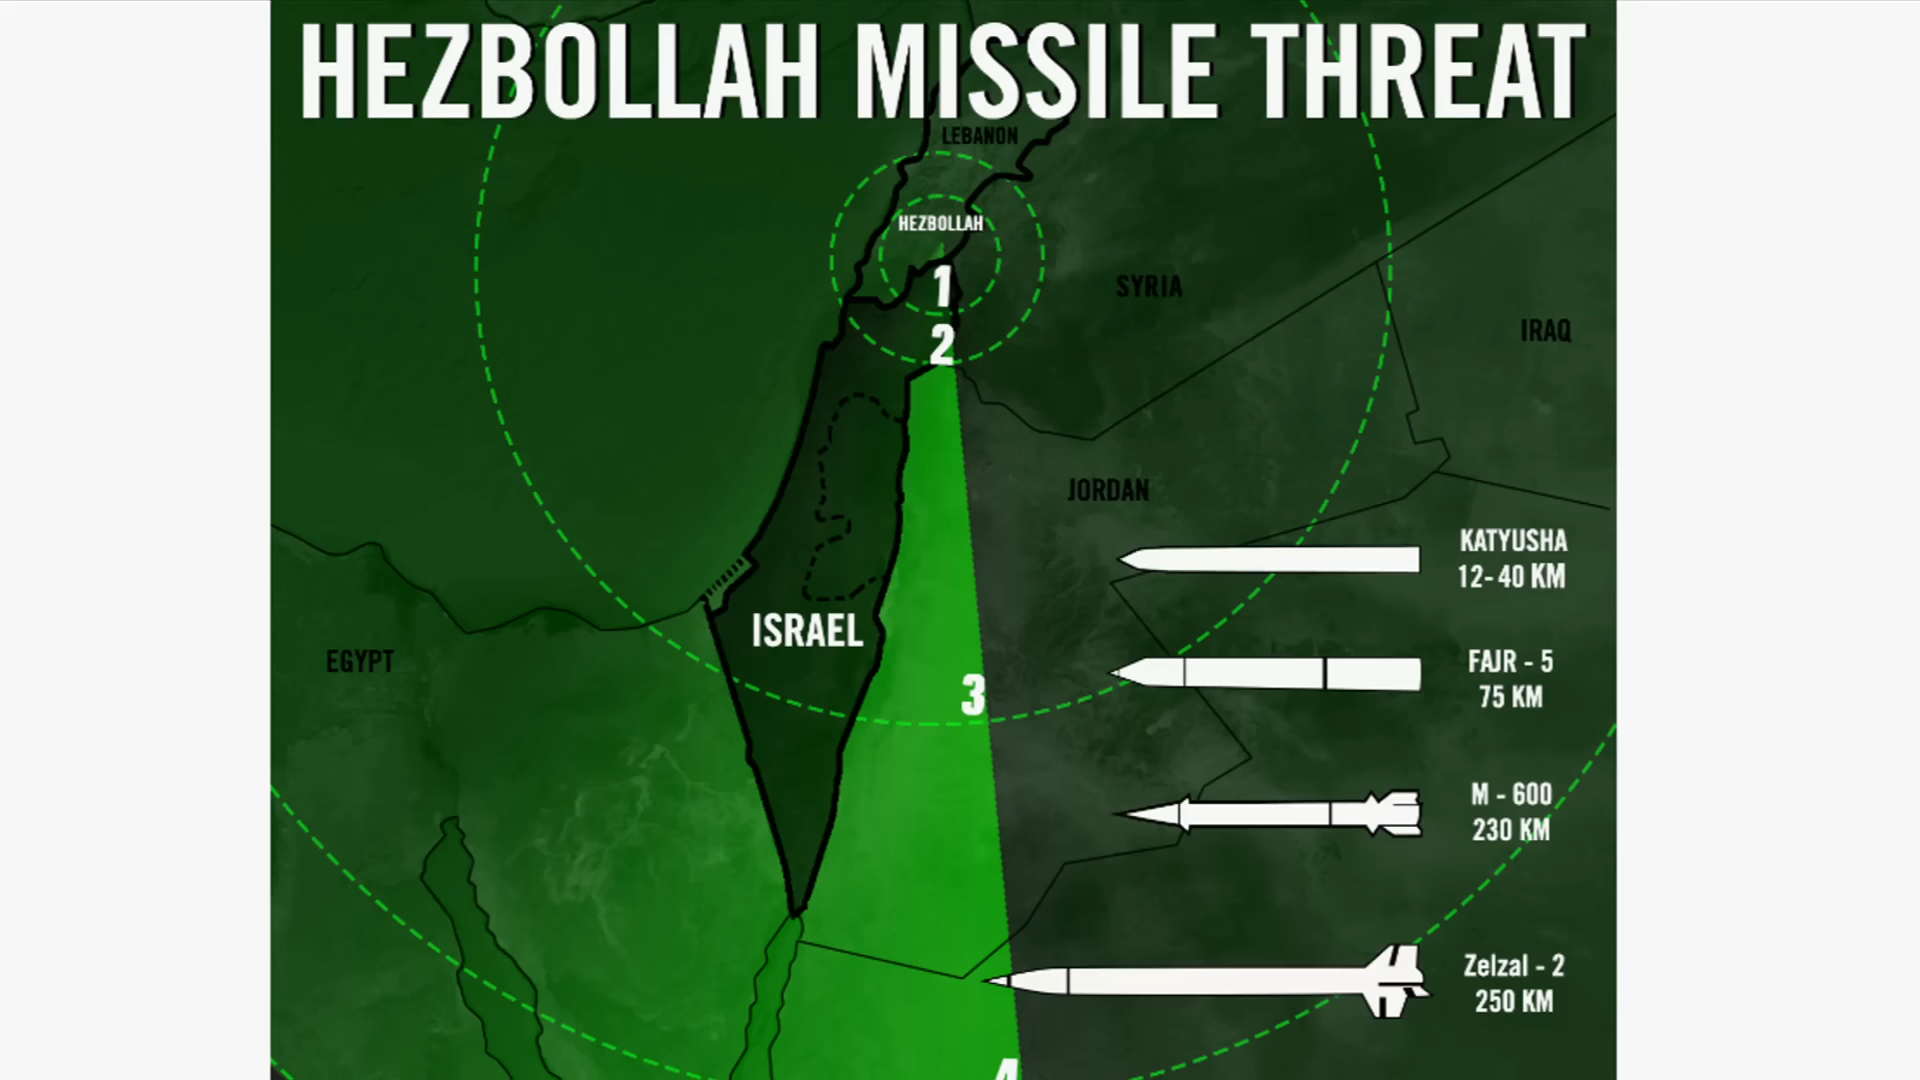 HEZBOLLAH MISSILE THREAT
LEBANON
HEZBOLLAH
1
SYRIA
IRAQ
2
JORDAN
KATYUSHA
12-40 KM
ISRAEL
EGYPT
FAJR - 5
75 KM
3
M - 600
230 KM
Zelzal - 2
250 KM
4